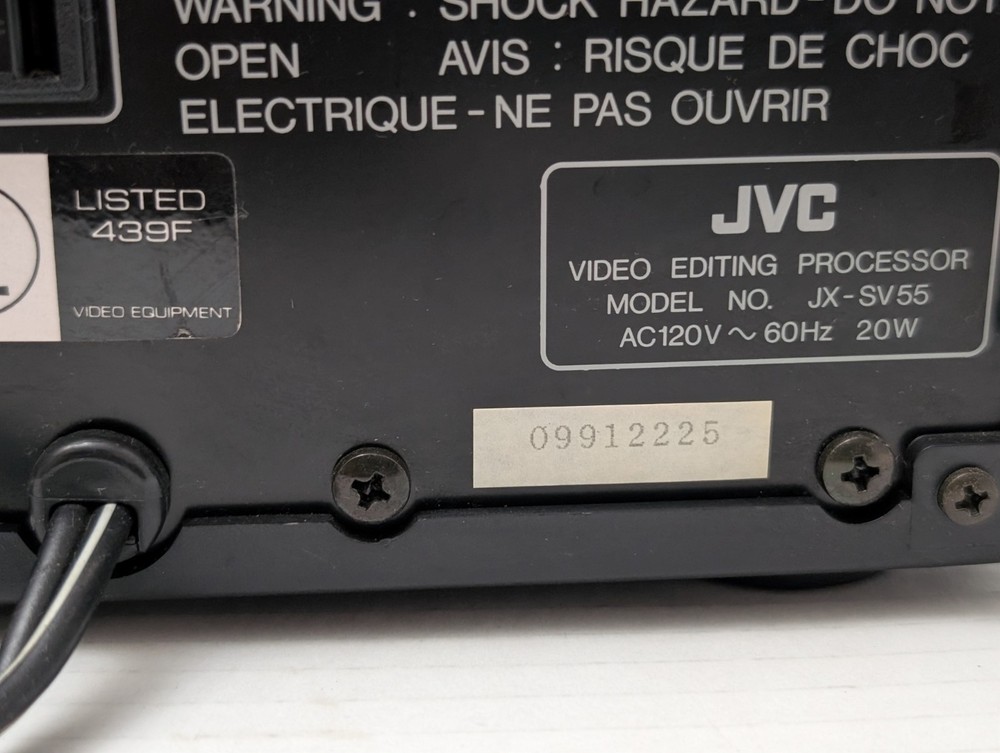 WARNING : SHOCK HAZARD - DO NOT
OPEN AVIS : RISQUE DE CHOC
ELECTRIQUE - NE PAS OUVRIR
LISTED
439F
VIDEO EQUIPMENT
JVC
VIDEO EDITING PROCESSOR
MODEL NO. JX-SV55
AC120V ~ 60Hz 20W
09912225